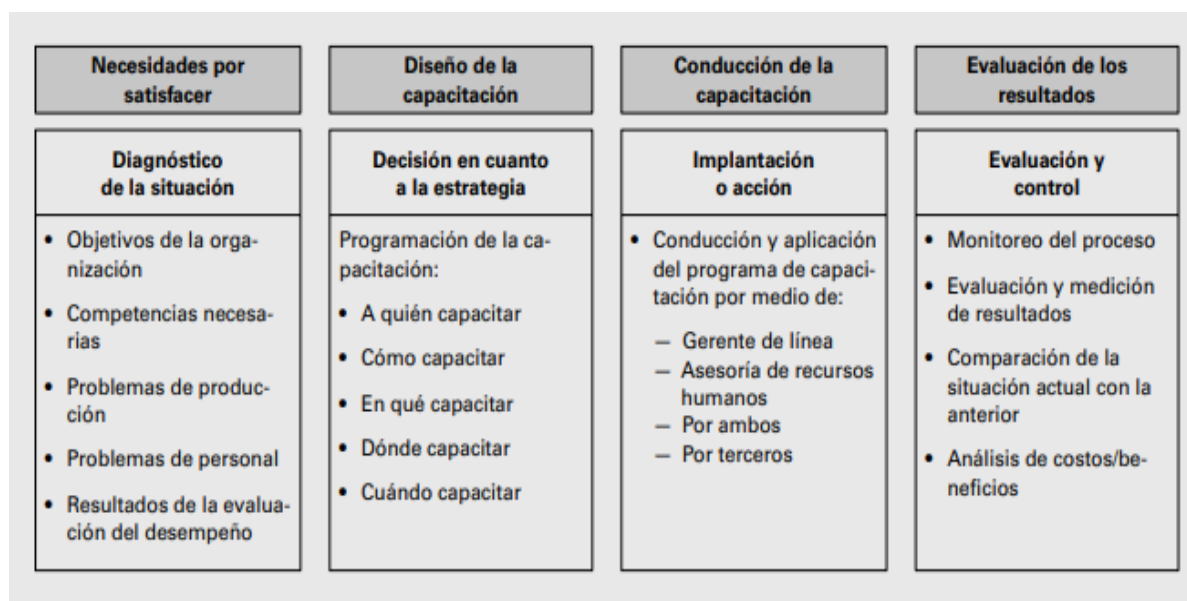 Necesidades por
satisfacer
Diagnóstico
de la situación
• Objetivos de la orga-
nización
• Competencias necesa-
rias
• Problemas de produc-
ción
• Problemas de personal
• Resultados de la evalua-
ción del desempeño
Diseño de la
capacitación
Decisión en cuanto
a la estrategia
Programación de la ca-
pacitación:
• A quién capacitar
• Cómo capacitar
• En qué capacitar
• Dónde capacitar
• Cuándo capacitar
Conducción de la
capacitación
Implantación
o acción
• Conducción y aplicación
del programa de capaci-
tación por medio de:
— Gerente de línea
— Asesoría de recursos
humanos
— Por ambos
— Por terceros
Evaluación de los
resultados
Evaluación y
control
• Monitoreo del proceso
• Evaluación y medición
de resultados
• Comparación de la
situación actual con la
anterior
• Análisis de costos/be-
neficios